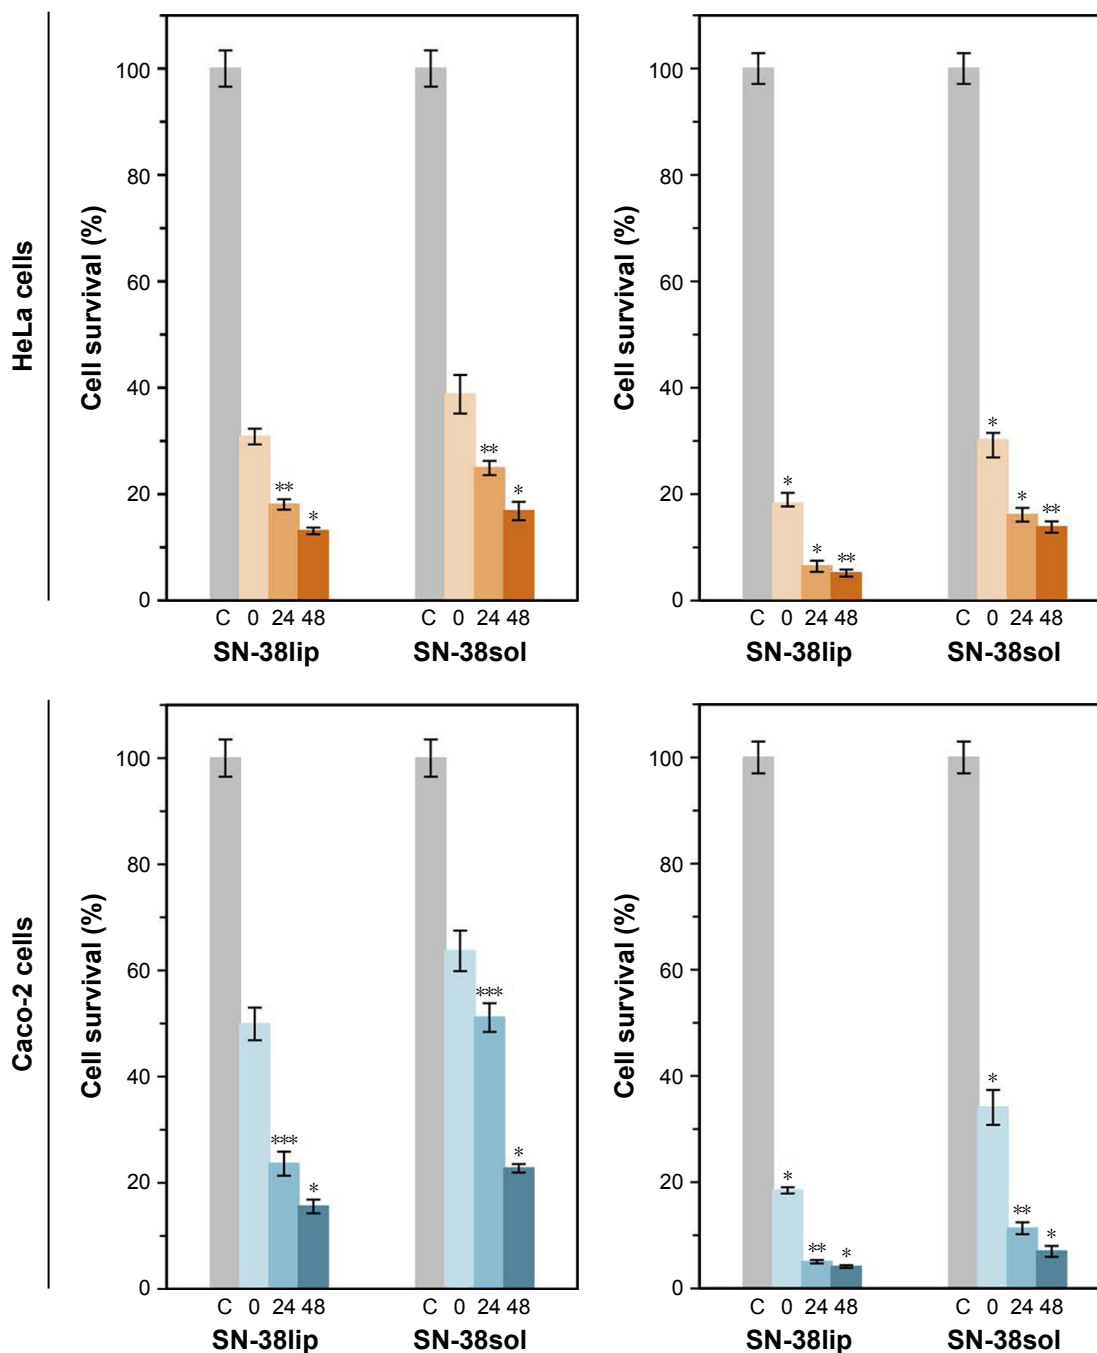 HeLa cells
Cell survival (%)
100
80
60
40
20
0
** * ** *
C 0 24 48 C 0 24 48
SN-38lip SN-38sol
Cell survival (%)
100
80
60
40
20
0
* * ** * * **
C 0 24 48 C 0 24 48
SN-38lip SN-38sol
Caco-2 cells
Cell survival (%)
100
80
60
40
20
0
*** * *** *
C 0 24 48 C 0 24 48
SN-38lip SN-38sol
Cell survival (%)
100
80
60
40
20
0
* ** * * ** *
C 0 24 48 C 0 24 48
SN-38lip SN-38sol